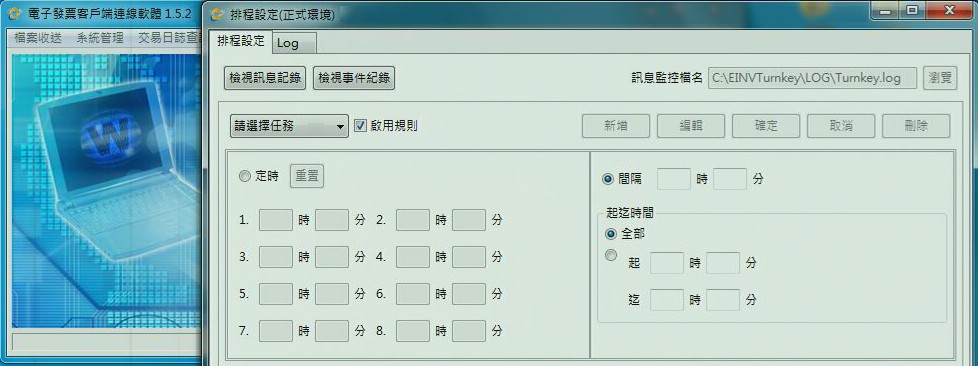 電子發票客戶端連線軟體 1.5.2
檔案收送 系統管理 交易日誌查
W
排程設定(正式環境)
排程設定 Log
檢視訊息記錄 檢視事件紀錄 訊息監控檔名 C:\EINVTurnkey\LOG\Turnkey.log 瀏覽
請選擇任務 啟用規則 新增 編輯 確定 取消 刪除
定時 重置
1. 時 分 2. 時 分
3. 時 分 4. 時 分
5. 時 分 6. 時 分
7. 時 分 8. 時 分
間隔 時 分
起迄時間
全部
起 時 分
迄 時 分